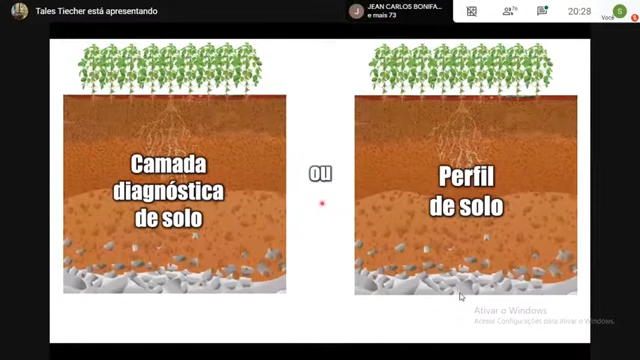 Tales Tiecher está apresentando
J
JEAN CARLOS BONIFA...
e mais 73
76
20:28
S
Você
Camada
diagnóstica
de solo
ou
Perfil
de solo
Ativar o Windows
Acesse Configurações para ativar o Windows.